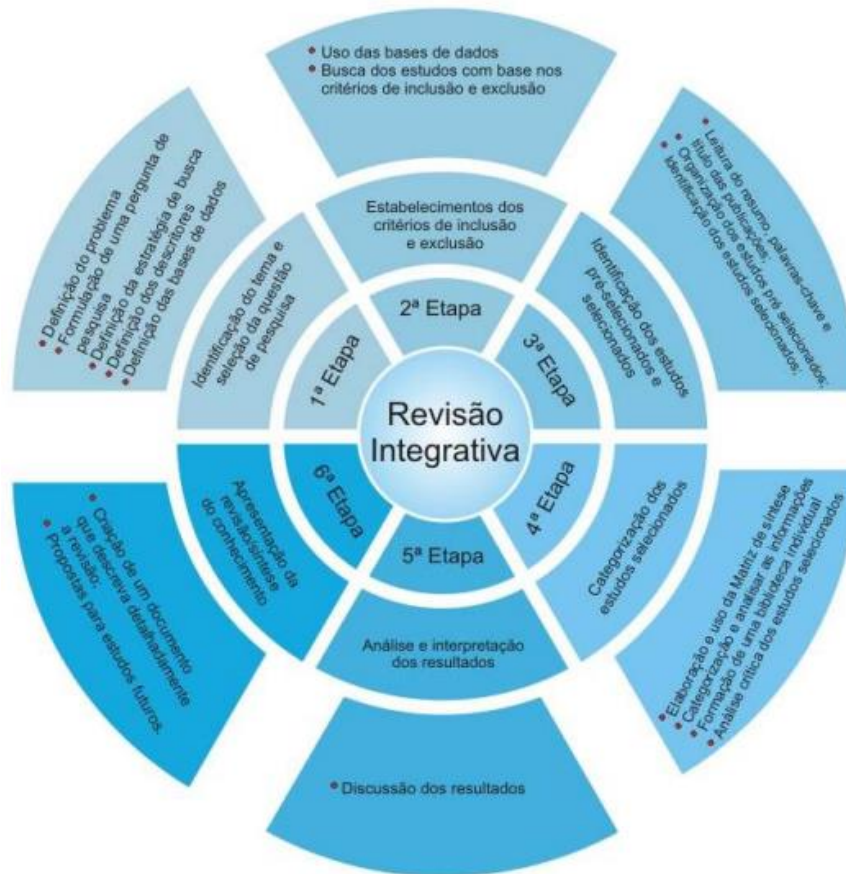 Revisão
Integrativa
1ª Etapa
Identificação do tema e
seleção da questão
de pesquisa
Definição do problema
Formulação de uma pergunta de
pesquisa
Definição da estratégia de busca
Definição dos descritores
Definição das bases de dados
2ª Etapa
Estabelecimentos dos
critérios de inclusão
e exclusão
Uso das bases de dados
Busca dos estudos com base nos
critérios de inclusão e exclusão
3ª Etapa
Identificação dos estudos
pré-selecionados e
selecionados
Leitura do resumo, palavras-chave e
título das publicações;
Organização dos estudos pré selecionados;
Identificação dos estudos selecionados;
4ª Etapa
Categorização dos
estudos selecionados
Elaboração e uso da Matriz de síntese
Categorização e analisar as informações
Formação de uma biblioteca individual
Análise crítica dos estudos selecionados
5ª Etapa
Análise e interpretação
dos resultados
Discussão dos resultados
6ª Etapa
Apresentação da
revisão/síntese
do conhecimento
Criação de um documento
que descreva detalhadamente
a revisão;
Propostas para estudos futuros.